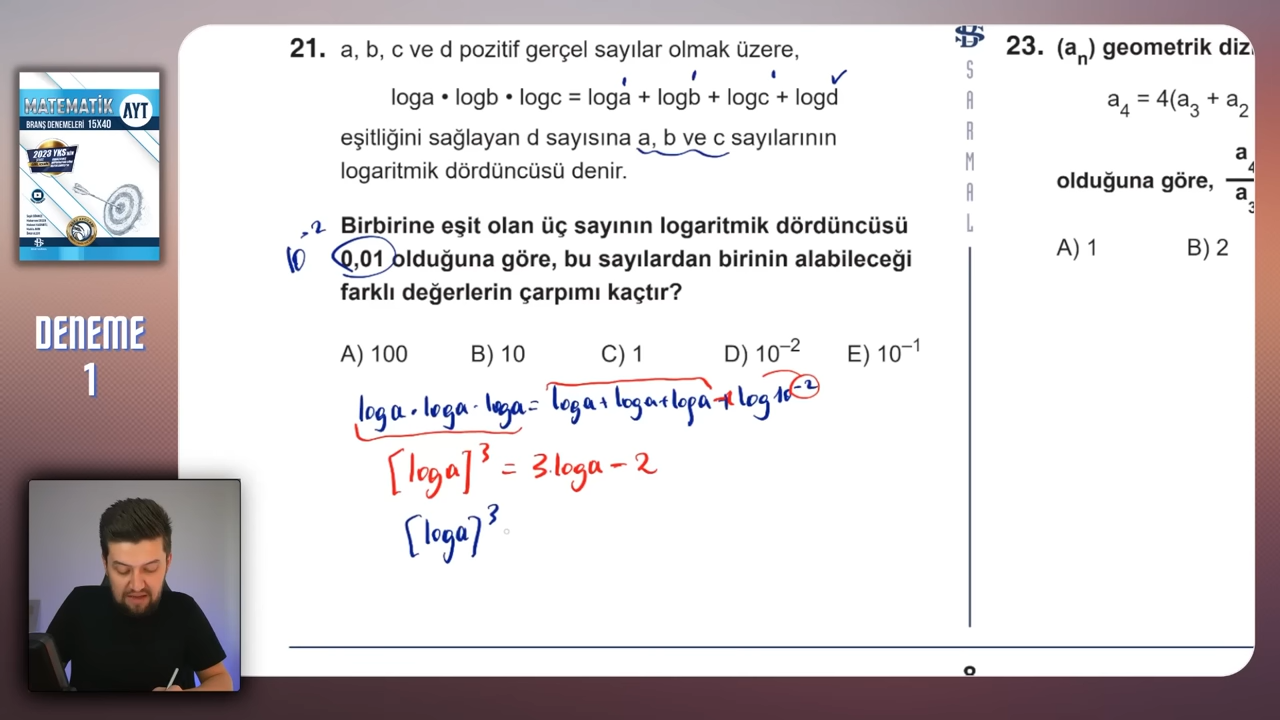 21. a, b, c ve d pozitif gerçel sayılar olmak üzere,
loga • logb • logc = loga + logb + logc + logd
eşitliğini sağlayan d sayısına a, b ve c sayılarının
logaritmik dördüncüsü denir.
Birbirine eşit olan üç sayının logaritmik dördüncüsü
10⁻² 0,01 olduğuna göre, bu sayılardan birinin alabileceği
farklı değerlerin çarpımı kaçtır?
A) 100 B) 10 C) 1 D) 10⁻² E) 10⁻¹
loga • loga • loga = loga + loga + loga + log10⁻²
[loga]³ = 3.loga - 2
[loga]³
8
SARMAL
23. (aₙ) geometrik diz
a₄ = 4(a₃ + a₂
olduğuna göre, a₄ / a₃
A) 1 B) 2
MATEMATİK AYT
BRANŞ DENEMELERİ 15X40
2023 YKS'NİN
DENEME
1